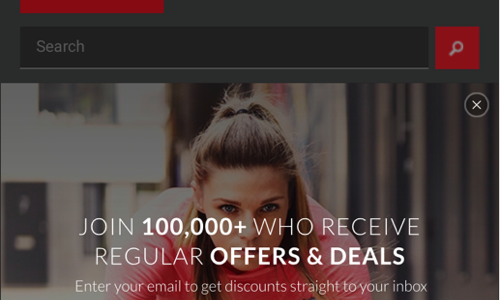 Search
JOIN 100,000+ WHO RECEIVE
REGULAR OFFERS & DEALS
Enter your email to get discounts straight to your inbox